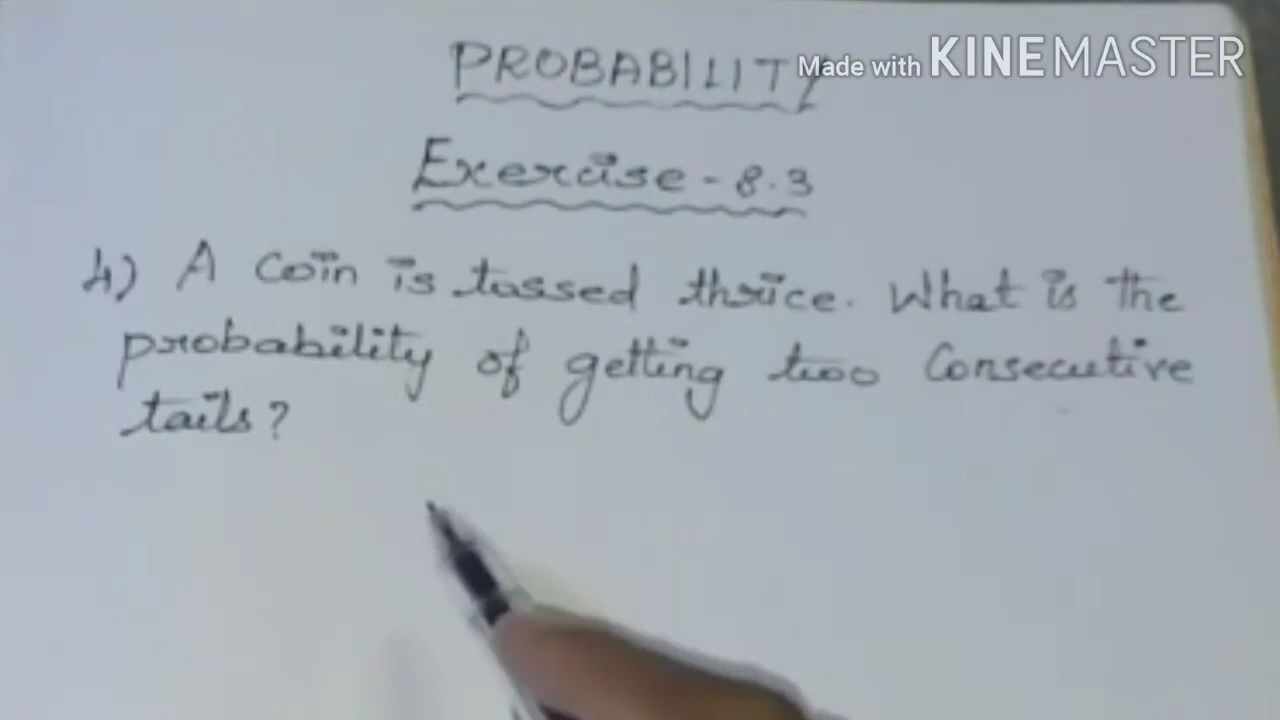 PROBABILITY
Made with KINEMASTER
Exercise - 8.3
4) A coin is tossed thrice. What is the
probability of getting two consecutive
tails?